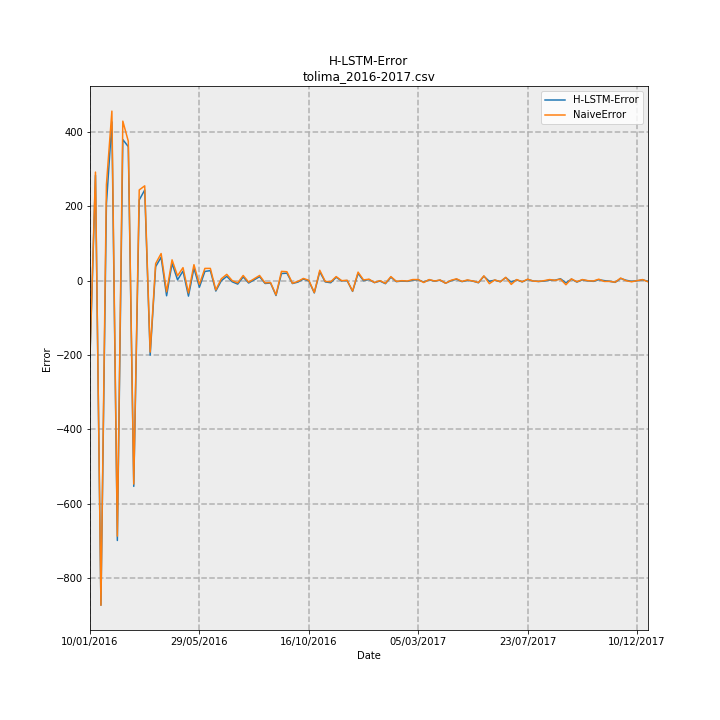 H-LSTM-Error
tolima_2016-2017.csv
H-LSTM-Error
NaiveError
400
200
0
−200
−400
−600
−800
Error
10/01/2016 29/05/2016 16/10/2016 05/03/2017 23/07/2017 10/12/2017
Date